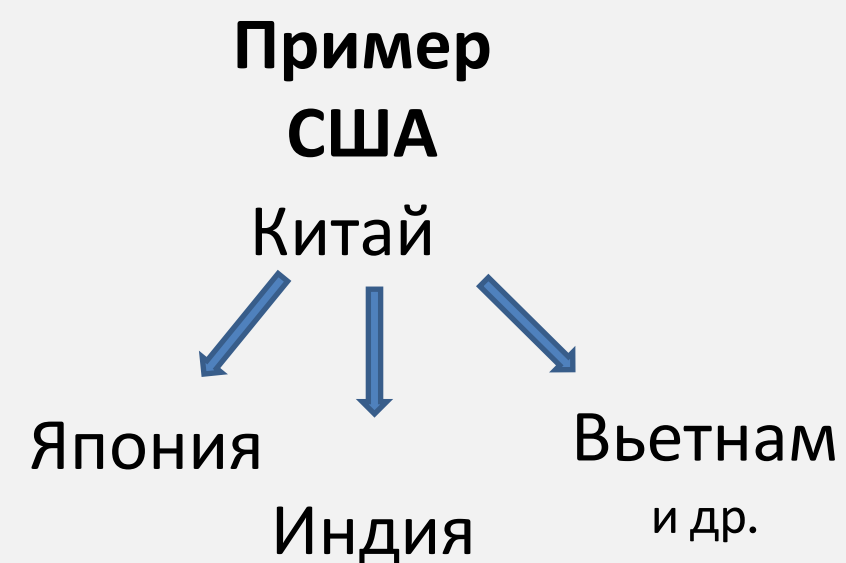 Пример
США
Китай
Япония
Вьетнам
Индия
и др.